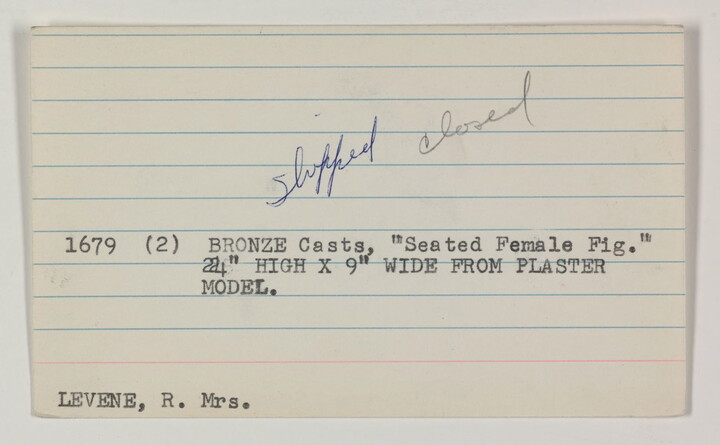 shipped closed
1679 (2) BRONZE Casts, "Seated Female Fig."
24" HIGH X 9" WIDE FROM PLASTER
MODEL.
LEVENE, R. Mrs.